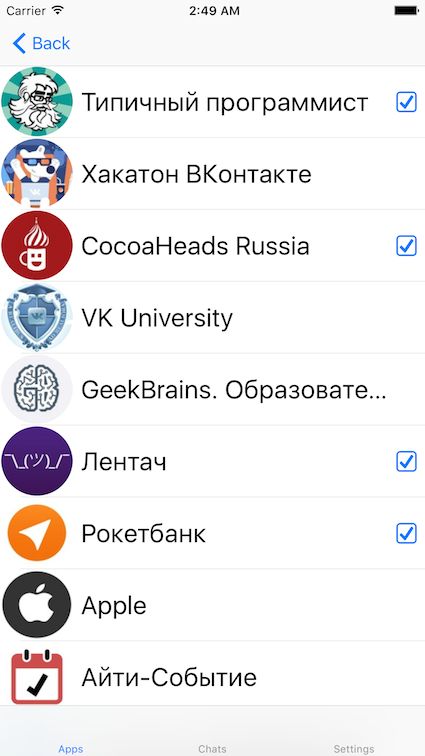 Carrier 2:49 AM
Back
Типичный программист
Хакатон ВКонтакте
CocoaHeads Russia
VK University
GeekBrains. Образовате...
¯\_(ツ)_/¯ Лентач
Рокетбанк
Apple
Айти-Событие
Apps Chats Settings